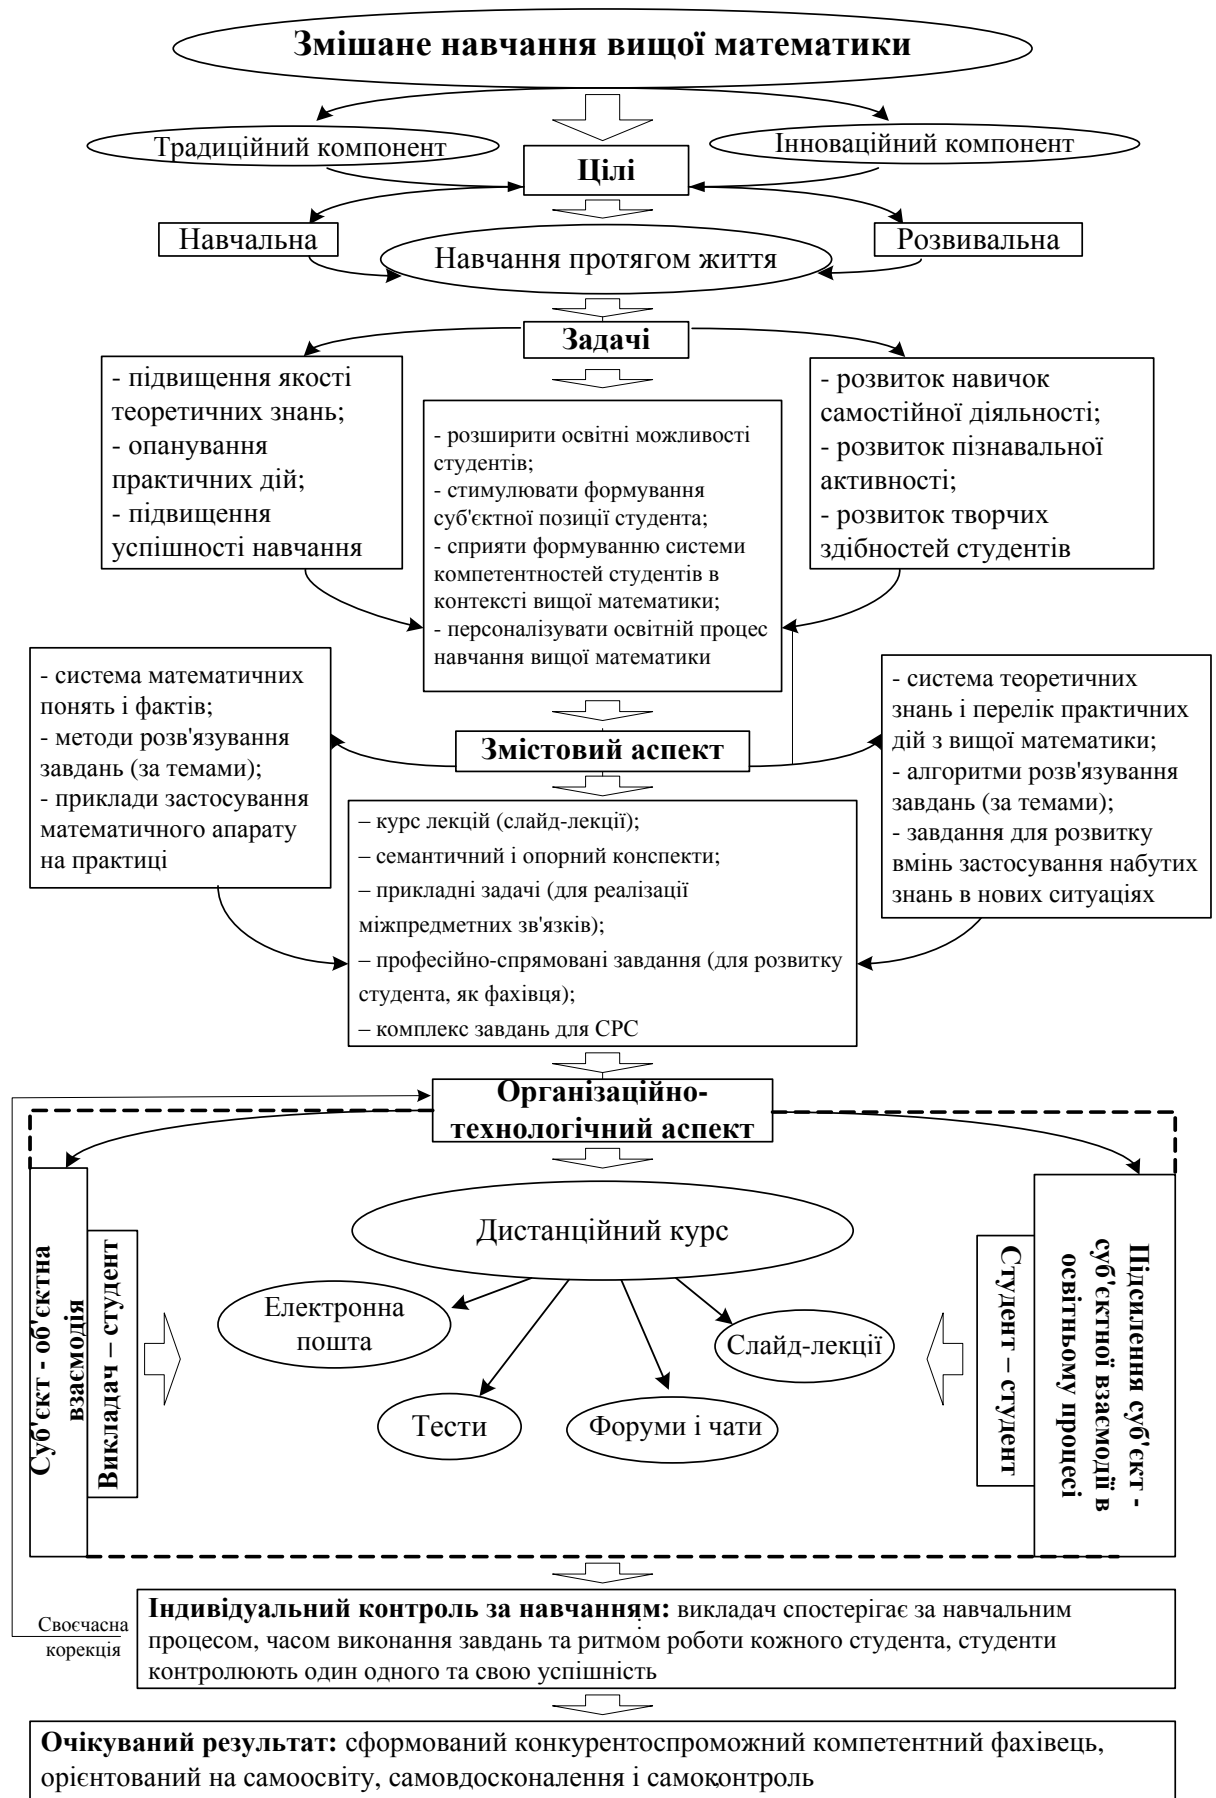 Змішане навчання вищої математики
Традиційний компонент
Інноваційний компонент
Цілі
Навчальна
Розвивальна
Навчання протягом життя
Задачі
- підвищення якості
теоретичних знань;
- опанування
практичних дій;
- підвищення
успішності навчання
- розширити освітні можливості
студентів;
- стимулювати формування
суб'єктної позиції студента;
- сприяти формуванню системи
компетентностей студентів в
контексті вищої математики;
- персоналізувати освітній процес
навчання вищої математики
- розвиток навичок
самостійної діяльності;
- розвиток пізнавальної
активності;
- розвиток творчих
здібностей студентів
- система математичних
понять і фактів;
- методи розв'язування
завдань (за темами);
- приклади застосування
математичного апарату
на практиці
Змістовий аспект
- система теоретичних
знань і перелік практичних
дій з вищої математики;
- алгоритми розв'язування
завдань (за темами);
- завдання для розвитку
вмінь застосування набутих
знань в нових ситуаціях
– курс лекцій (слайд-лекції);
– семантичний і опорний конспекти;
– прикладні задачі (для реалізації
міжпредметних зв'язків);
– професійно-спрямовані завдання (для розвитку
студента, як фахівця);
– комплекс завдань для СРС
Організаційно-
технологічний аспект
Суб'єкт - об'єктна
взаємодія
Викладач – студент
Дистанційний курс
Електронна
пошта
Тести
Форуми і чати
Слайд-лекції
Студент – студент
Підсилення суб'єкт -
суб'єктної взаємодії в
освітньому процесі
Своєчасна
корекція
Індивідуальний контроль за навчанням: викладач спостерігає за навчальним
процесом, часом виконання завдань та ритмом роботи кожного студента, студенти
контролюють один одного та свою успішність
Очікуваний результат: сформований конкурентоспроможний компетентний фахівець,
орієнтований на самоосвіту, самовдосконалення і самоконтроль